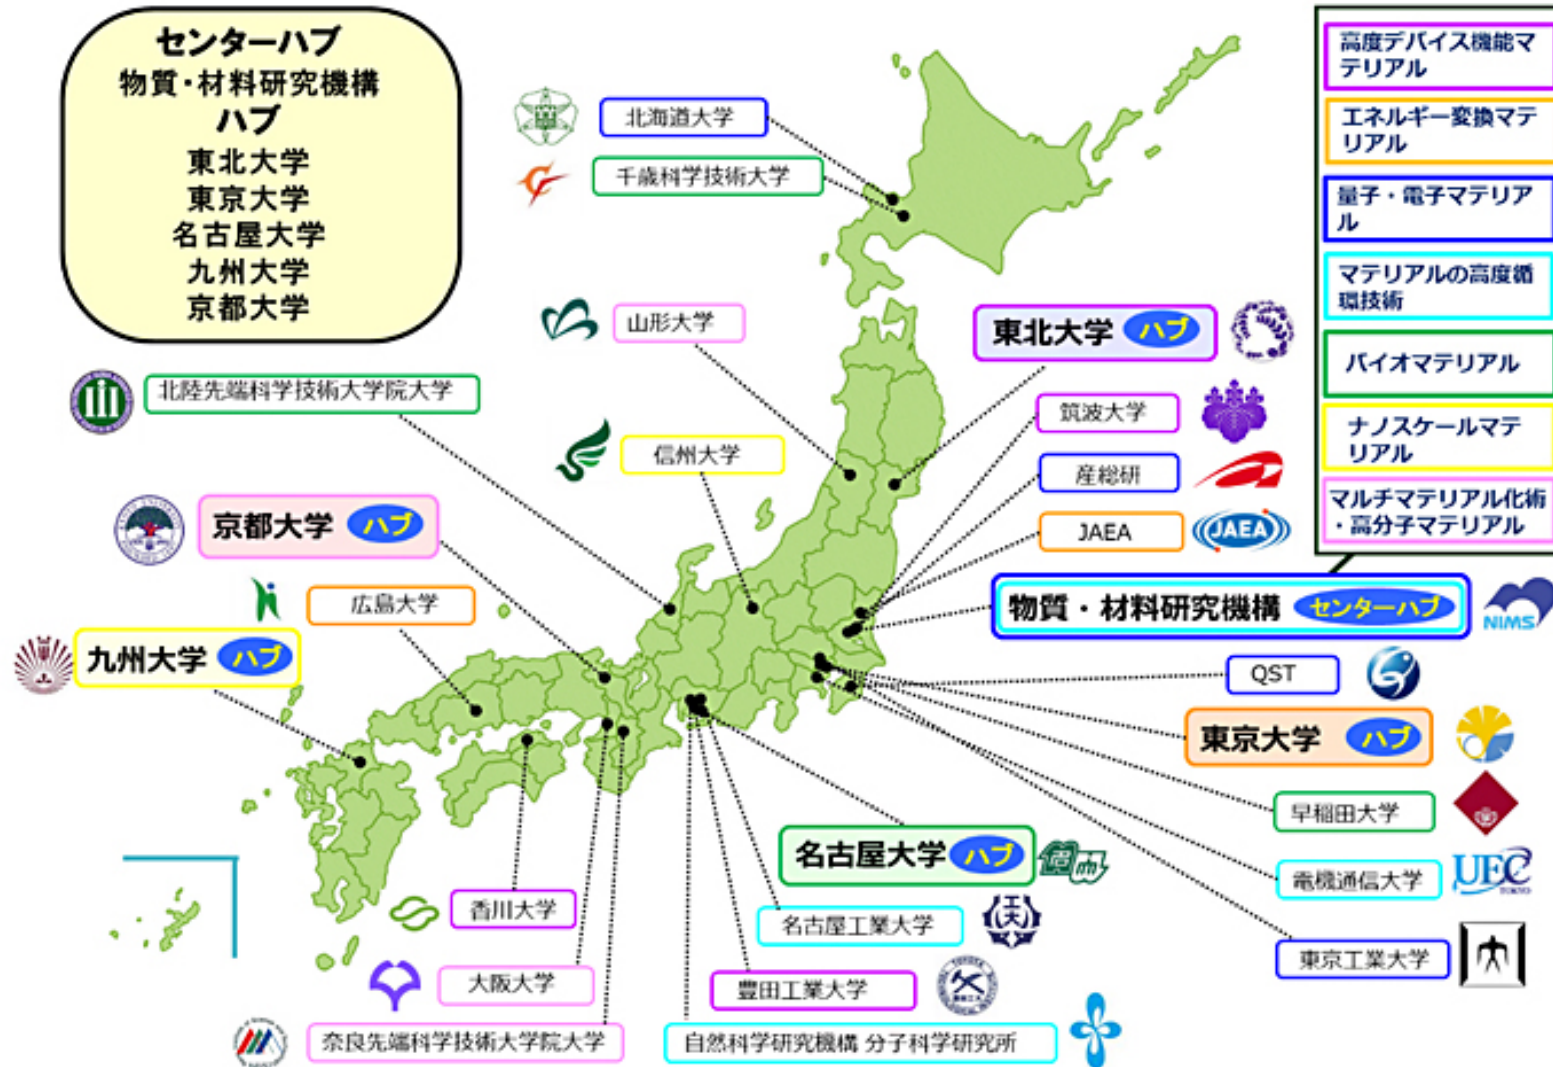 センターハブ
物質・材料研究機構
ハブ
東北大学
東京大学
名古屋大学
九州大学
京都大学
高度デバイス機能マ
テリアル
エネルギー変換マテ
リアル
量子・電子マテリア
ル
マテリアルの高度循
環技術
バイオマテリアル
ナノスケールマテ
リアル
マルチマテリアル化術
・高分子マテリアル
北海道大学
千歳科学技術大学
山形大学
東北大学 ハブ
北陸先端科学技術大学院大学
筑波大学
信州大学
産総研
京都大学 ハブ
JAEA
JAEA
広島大学
物質・材料研究機構 センターハブ
NIMS
九州大学 ハブ
QST
東京大学 ハブ
早稲田大学
名古屋大学 ハブ
電機通信大学
UEC
TOKYO
香川大学
名古屋工業大学
東京工業大学
大阪大学
豊田工業大学
奈良先端科学技術大学院大学
自然科学研究機構 分子科学研究所